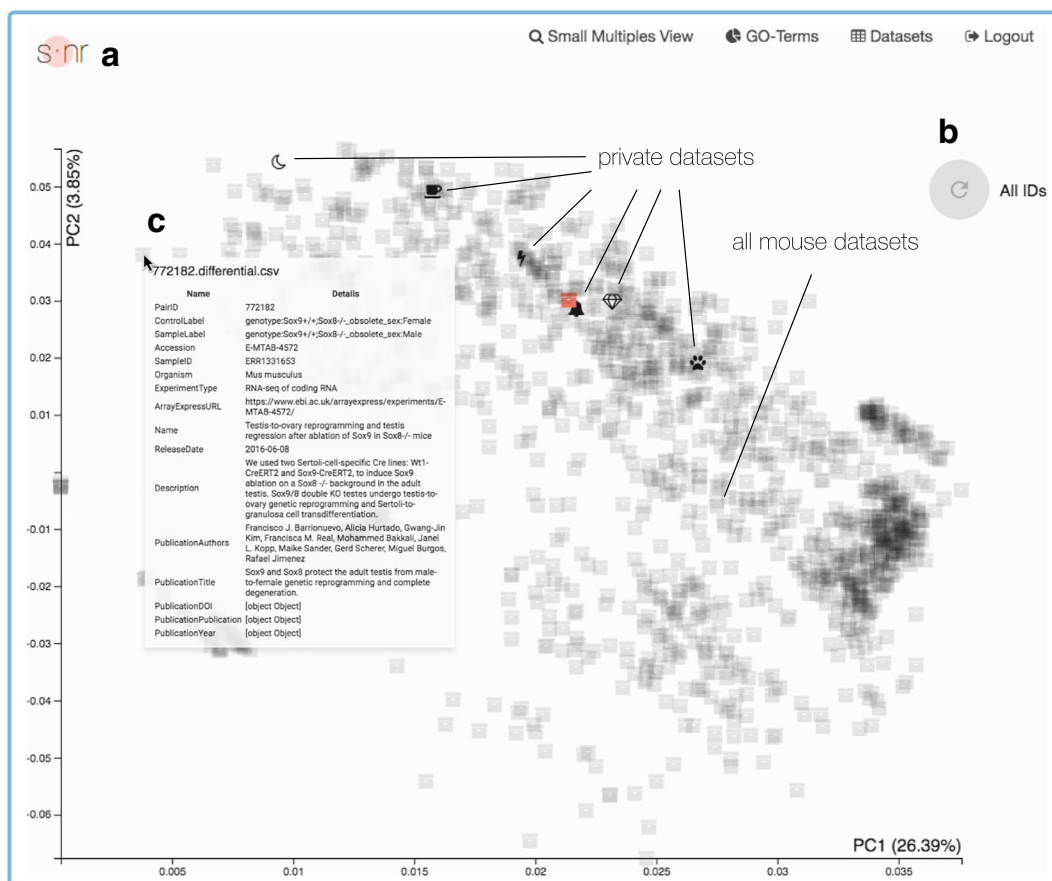 s·nr
a
Small Multiples View
GO-Terms
Datasets
Logout
b
All IDs
private datasets
all mouse datasets
PC2 (3.85%)
0.05
0.04
0.03
0.02
0.01
-0.01
-0.02
-0.03
-0.04
-0.05
-0.06
c
772182.differential.csv
Name Details
PairID 772182
ControlLabel genotype:Sox9+/+;Sox8-/-_obsolete_sex:Female
SampleLabel genotype:Sox9+/+;Sox8-/-_obsolete_sex:Male
Accession E-MTAB-4572
SampleID ERR1331653
Organism Mus musculus
ExperimentType RNA-seq of coding RNA
ArrayExpressURL https://www.ebi.ac.uk/arrayexpress/experiments/E-
MTAB-4572/
Name Testis-to-ovary reprogramming and testis
regression after ablation of Sox9 in Sox8-/- mice
ReleaseDate 2016-06-08
Description We used two Sertoli-cell-specific Cre lines: Wt1-
CreERT2 and Sox9-CreERT2, to induce Sox9
ablation on a Sox8 -/- background in the adult
testis. Sox9/8 double KO testes undergo testis-to-
ovary genetic reprogramming and Sertoli-to-
granulosa cell transdifferentiation.
PublicationAuthors Francisco J. Barrionuevo, Alicia Hurtado, Gwang-Jin
Kim, Francisca M. Real, Mohammed Bakkali, Janel
L. Kopp, Maike Sander, Gerd Scherer, Miguel Burgos,
Rafael Jimenez
PublicationTitle Sox9 and Sox8 protect the adult testis from male-
to-female genetic reprogramming and complete
degeneration.
PublicationDOI [object Object]
PublicationPublication [object Object]
PublicationYear [object Object]
PC1 (26.39%)
0.005 0.01 0.015 0.02 0.025 0.03 0.035